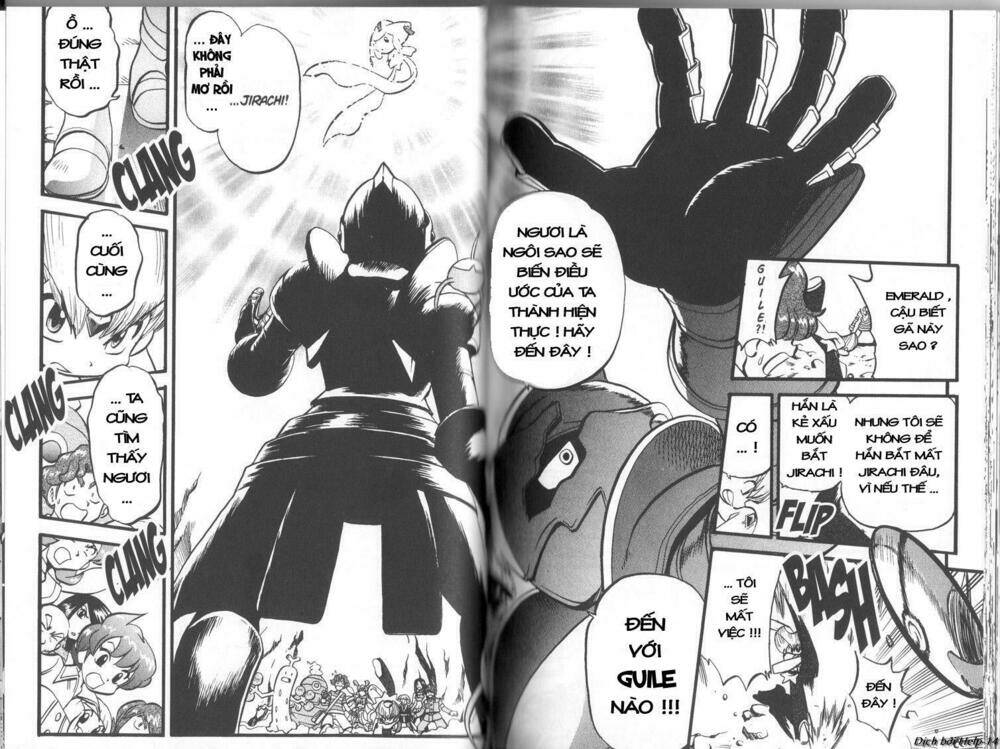 Ồ ...
ĐÚNG
THẬT
RỒI ...
CLANG
... ĐÂY
KHÔNG
PHẢI
MƠ RỒI
...
...JIRACHI!
...
CUỐI
CÙNG
...
CLANG
... TA
CŨNG
TÌM
THẤY
NGƯƠI
...
CLANG
NGƯƠI LÀ
NGÔI SAO SẼ
BIẾN ĐIỀU
ƯỚC CỦA TA
THÀNH HIỆN
THỰC ! HÃY
ĐẾN ĐÂY !
ĐẾN
VỚI
GUILE
NÀO !!!
GUILE?!
EMERALD ,
CẬU BIẾT
GÃ NÀY
SAO ?
CÓ
... !
HẮN LÀ
KẺ XẤU
MUỐN
BẮT
JIRACHI !
NHƯNG TÔI SẼ
KHÔNG ĐỂ
HẮN BẮT MẤT
JIRACHI ĐÂU,
VÌ NẾU THẾ ...
FLIP
... TÔI
SẼ
MẤT
VIỆC !!!
BASH
ĐẾN
ĐÂY !
Dịch bởi Help_14